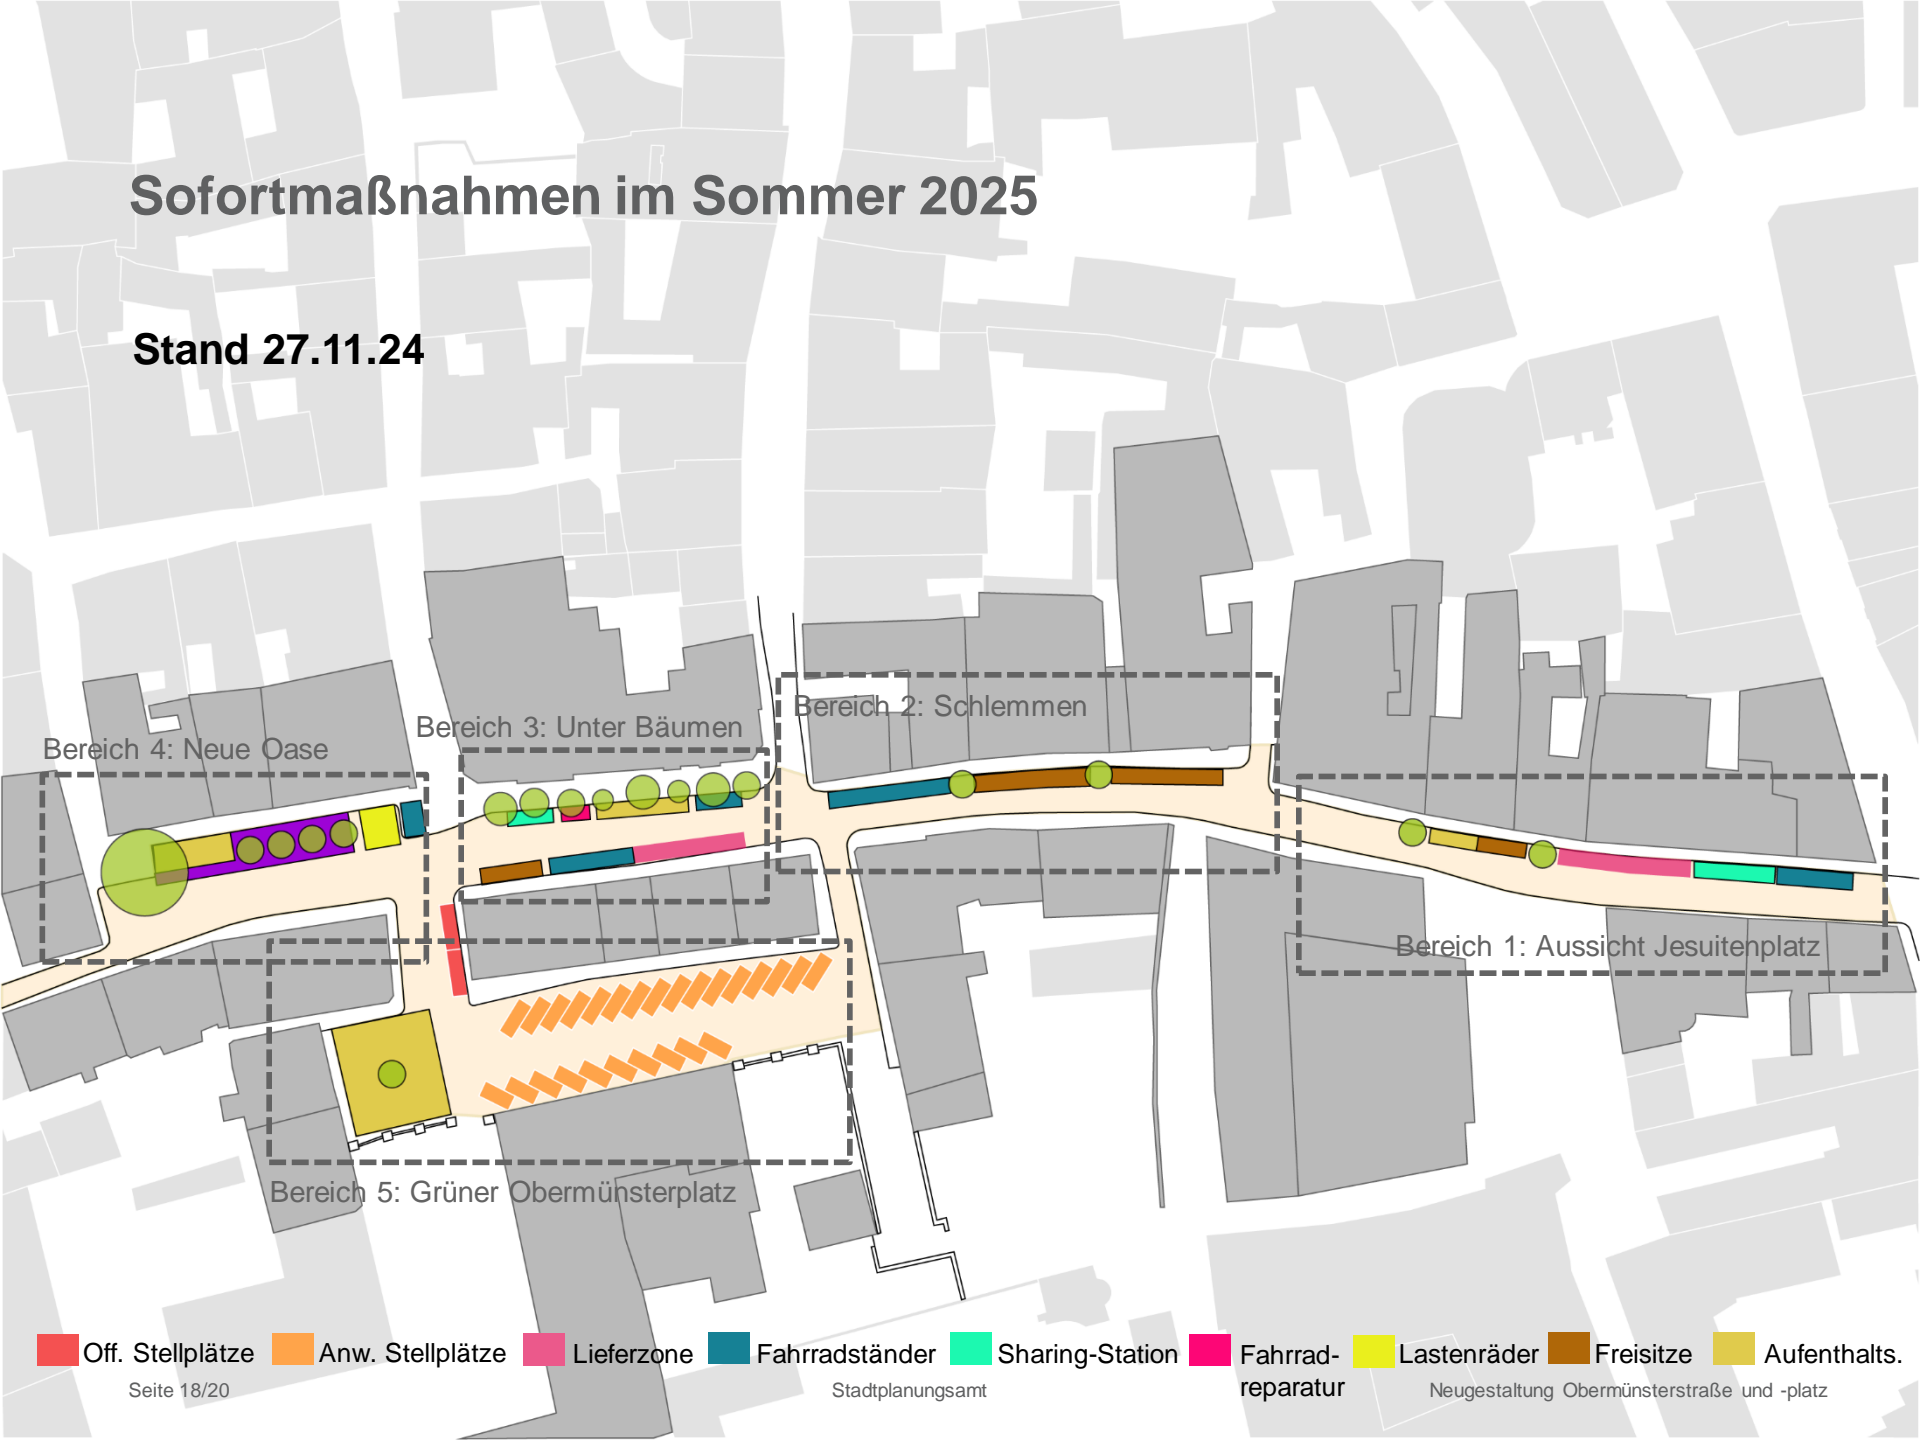 Sofortmaßnahmen im Sommer 2025
Stand 27.11.24
Bereich 2: Schlemmen
Bereich 3: Unter Bäumen
Bereich 4: Neue Oase
Bereich 1: Aussicht Jesuitenplatz
Bereich 5: Grüner Obermünsterplatz
Off. Stellplätze
Anw. Stellplätze
Lieferzone
Fahrradständer
Sharing-Station
Fahrrad-
reparatur
Lastenräder
Freisitze
Aufenthalts.
Seite 18/20
Stadtplanungsamt
Neugestaltung Obermünsterstraße und -platz